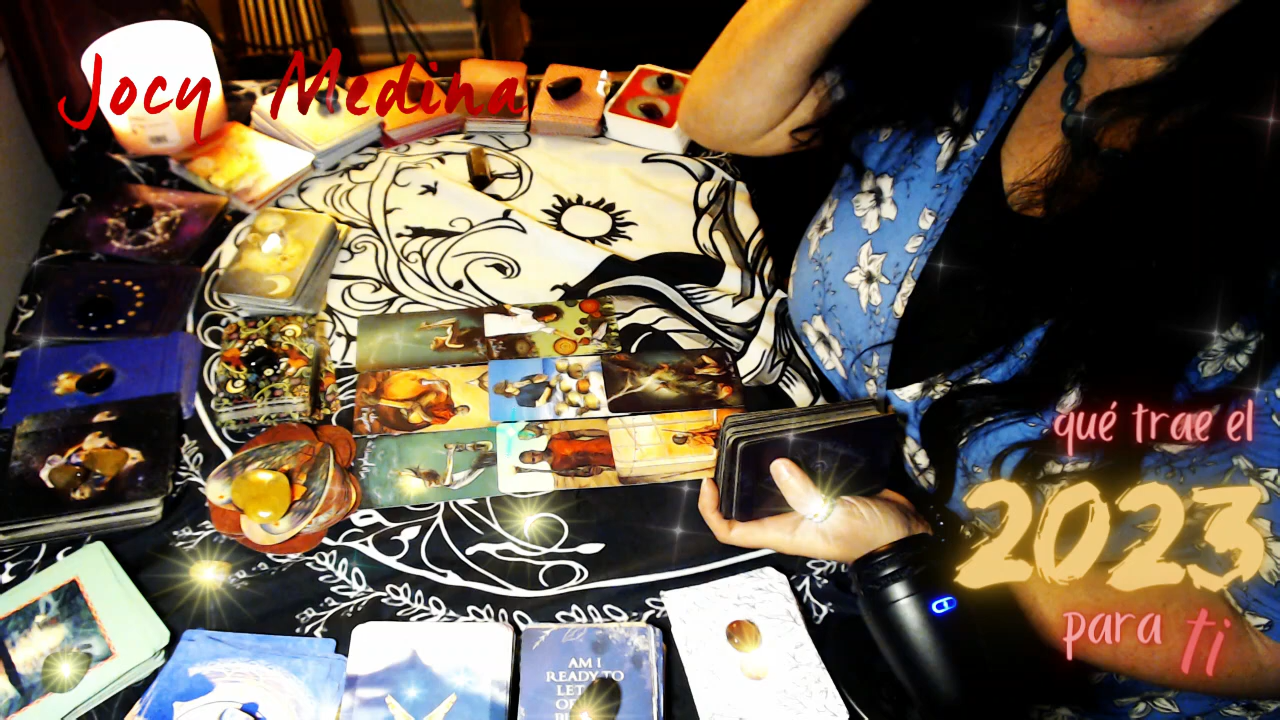 Jocy Medina
qué trae el
2023
para ti
AM I
READY TO
LET